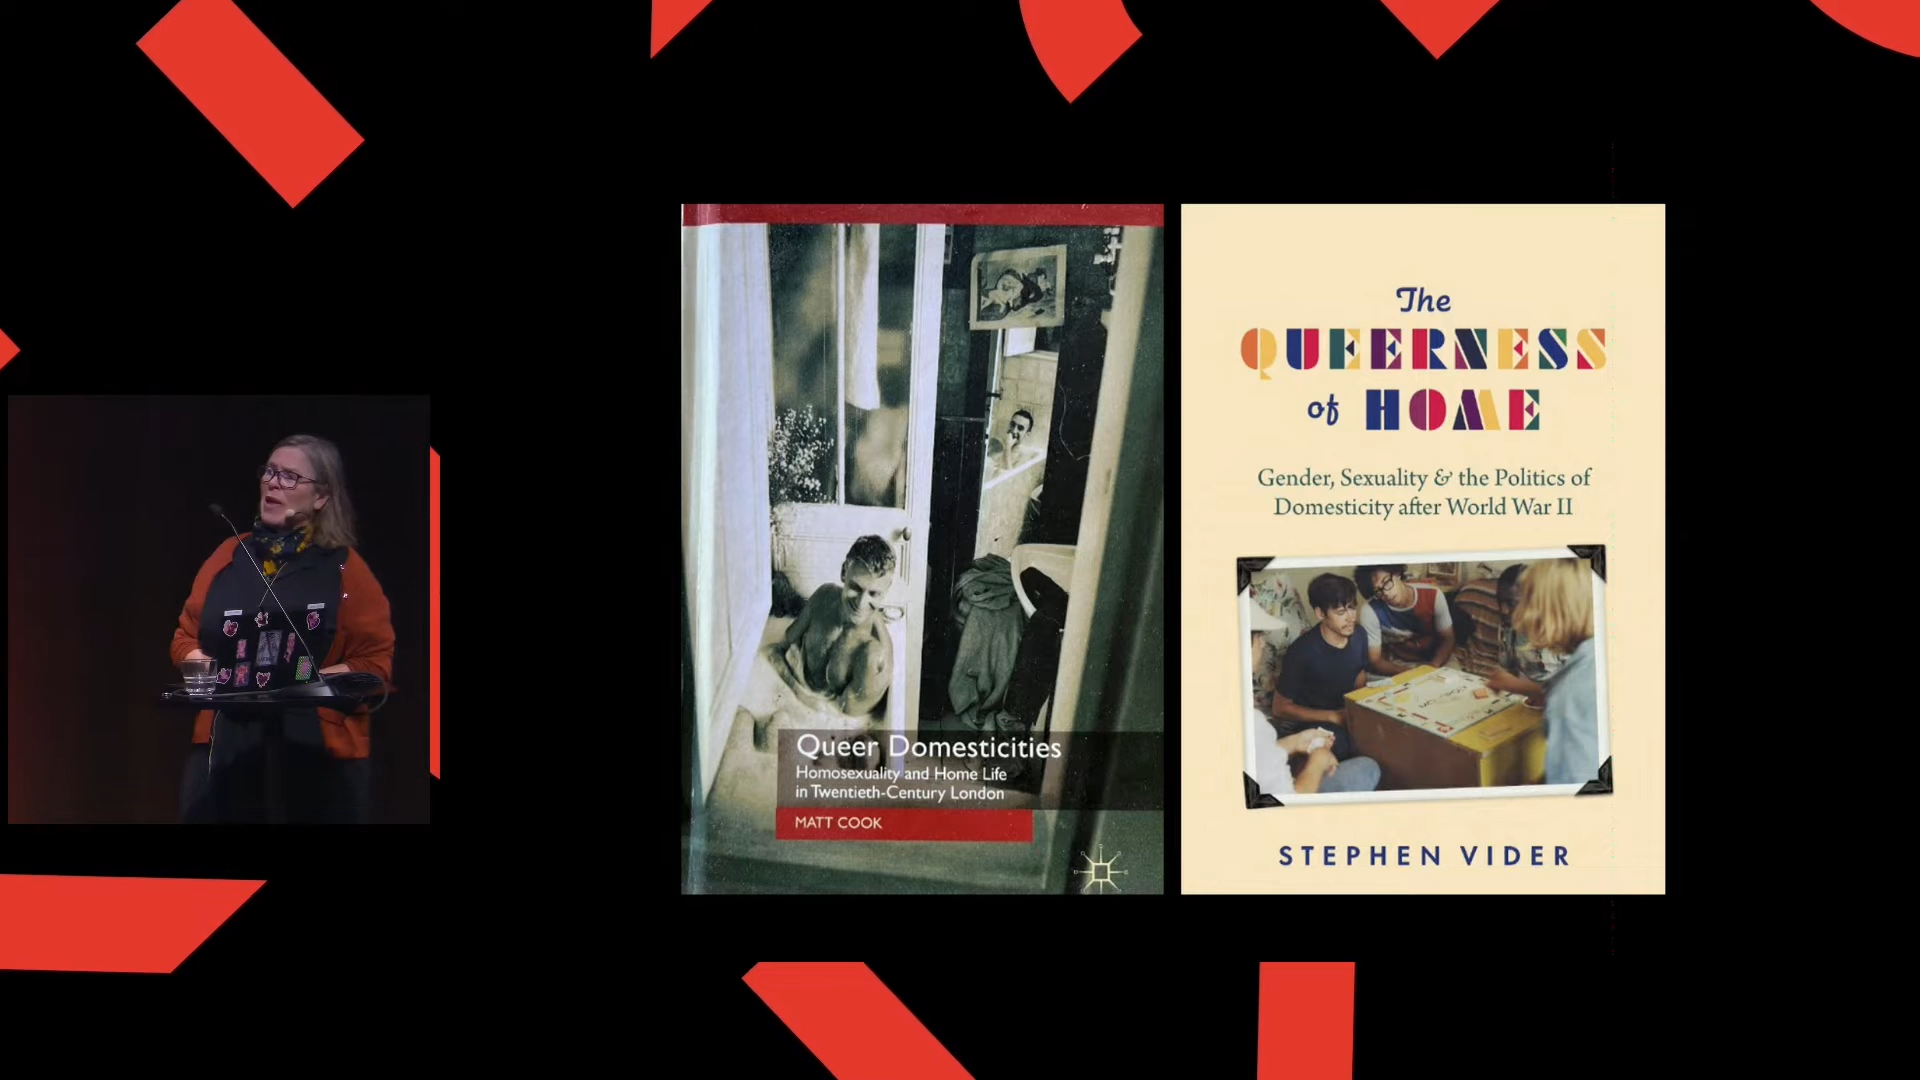 Queer Domesticities
Homosexuality and Home Life
in Twentieth-Century London
MATT COOK
The
QUEERNESS
of HOME
Gender, Sexuality & the Politics of
Domesticity after World War II
STEPHEN VIDER